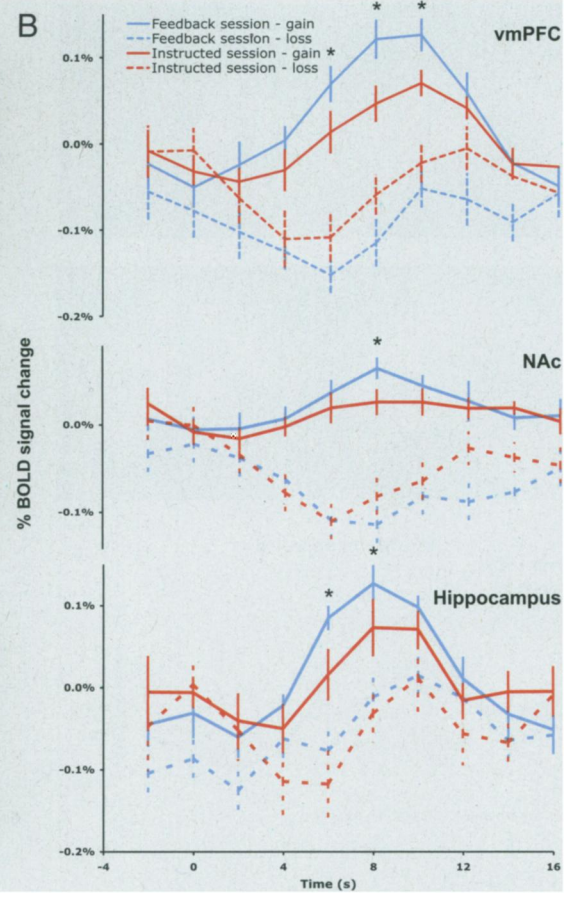 B
Feedback session - gain
Feedback session - loss
Instructed session - gain
Instructed session - loss
*
*
*
vmPFC
0.1%
0.0%
-0.1%
-0.2%
*
NAc
0.0%
-0.1%
% BOLD signal change
*
*
Hippocampus
0.1%
0.0%
-0.1%
-0.2%
-4 0 4 8 12 16
Time (s)